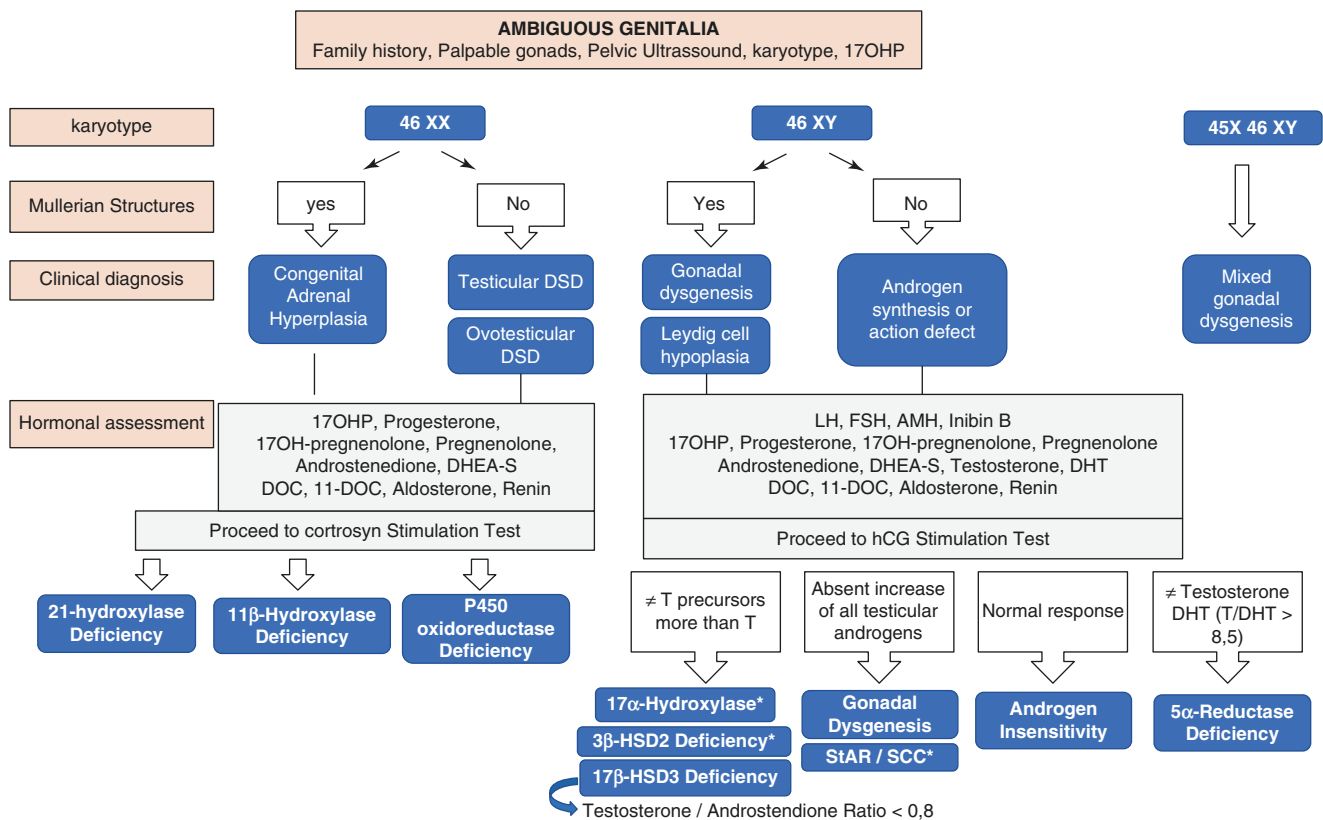 AMBIGUOUS GENITALIA
Family history, Palpable gonads, Pelvic Ultrassound, karyotype, 17OHP
karyotype
46 XX
46 XY
45X 46 XY
Mullerian Structures
yes
No
Yes
No
Clinical diagnosis
Congenital
Adrenal
Hyperplasia
Testicular DSD
Ovotesticular
DSD
Gonadal
dysgenesis
Leydig cell
hypoplasia
Androgen
synthesis or
action defect
Mixed
gonadal
dysgenesis
Hormonal assessment
17OHP, Progesterone,
17OH-pregnenolone, Pregnenolone,
Androstenedione, DHEA-S
DOC, 11-DOC, Aldosterone, Renin
Proceed to cortrosyn Stimulation Test
LH, FSH, AMH, Inibin B
17OHP, Progesterone, 17OH-pregnenolone, Pregnenolone
Androstenedione, DHEA-S, Testosterone, DHT
DOC, 11-DOC, Aldosterone, Renin
Proceed to hCG Stimulation Test
21-hydroxylase
Deficiency
11β-Hydroxylase
Deficiency
P450
oxidoreductase
Deficiency
≠ T precursors
more than T
Absent increase
of all testicular
androgens
Normal response
≠ Testosterone
DHT (T/DHT >
8,5)
17α-Hydroxylase*
3β-HSD2 Deficiency*
17β-HSD3 Deficiency
Testosterone / Androstendione Ratio < 0,8
Gonadal
Dysgenesis
StAR / SCC*
Androgen
Insensitivity
5α-Reductase
Deficiency